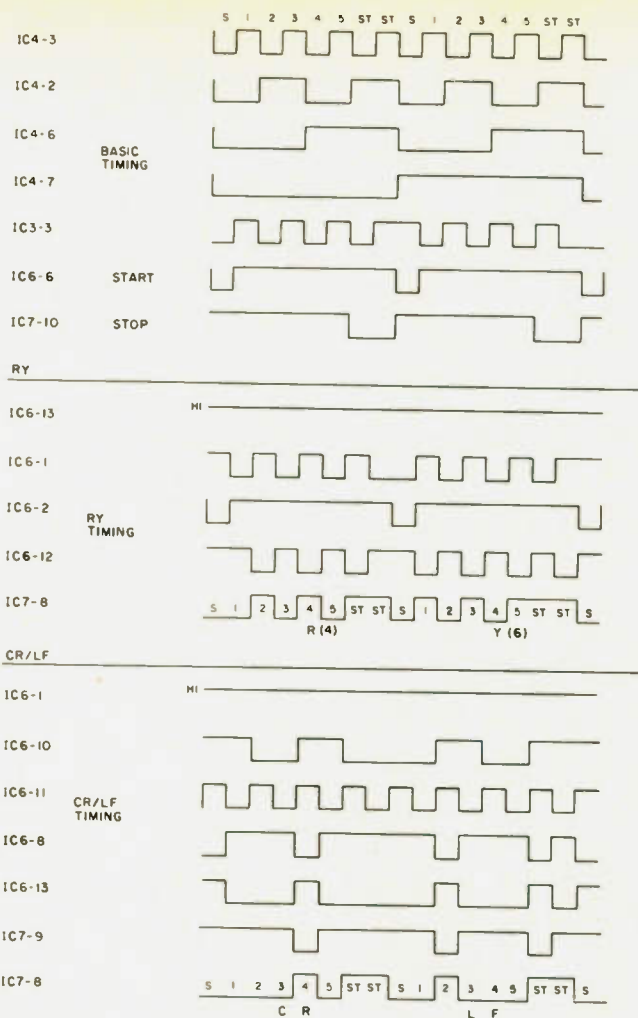 S 1 2 3 4 5 ST ST S 1 2 3 4 5 ST ST
IC4-3
IC4-2
IC4-6
BASIC
TIMING
IC4-7
IC3-3
IC6-6 START
IC7-10 STOP
RY
IC6-13 HI
IC6-1
IC6-2
RY
TIMING
IC6-12
IC7-8 S 1 2 3 4 5 ST ST S 1 2 3 4 5 ST ST S
R (4) Y (6)
CR/LF
IC6-1 HI
IC6-10
IC6-11
CR/LF
TIMING
IC6-8
IC6-13
IC7-9
IC7-8 S 1 2 3 4 5 ST ST S 1 2 3 4 5 ST ST S
C R L F